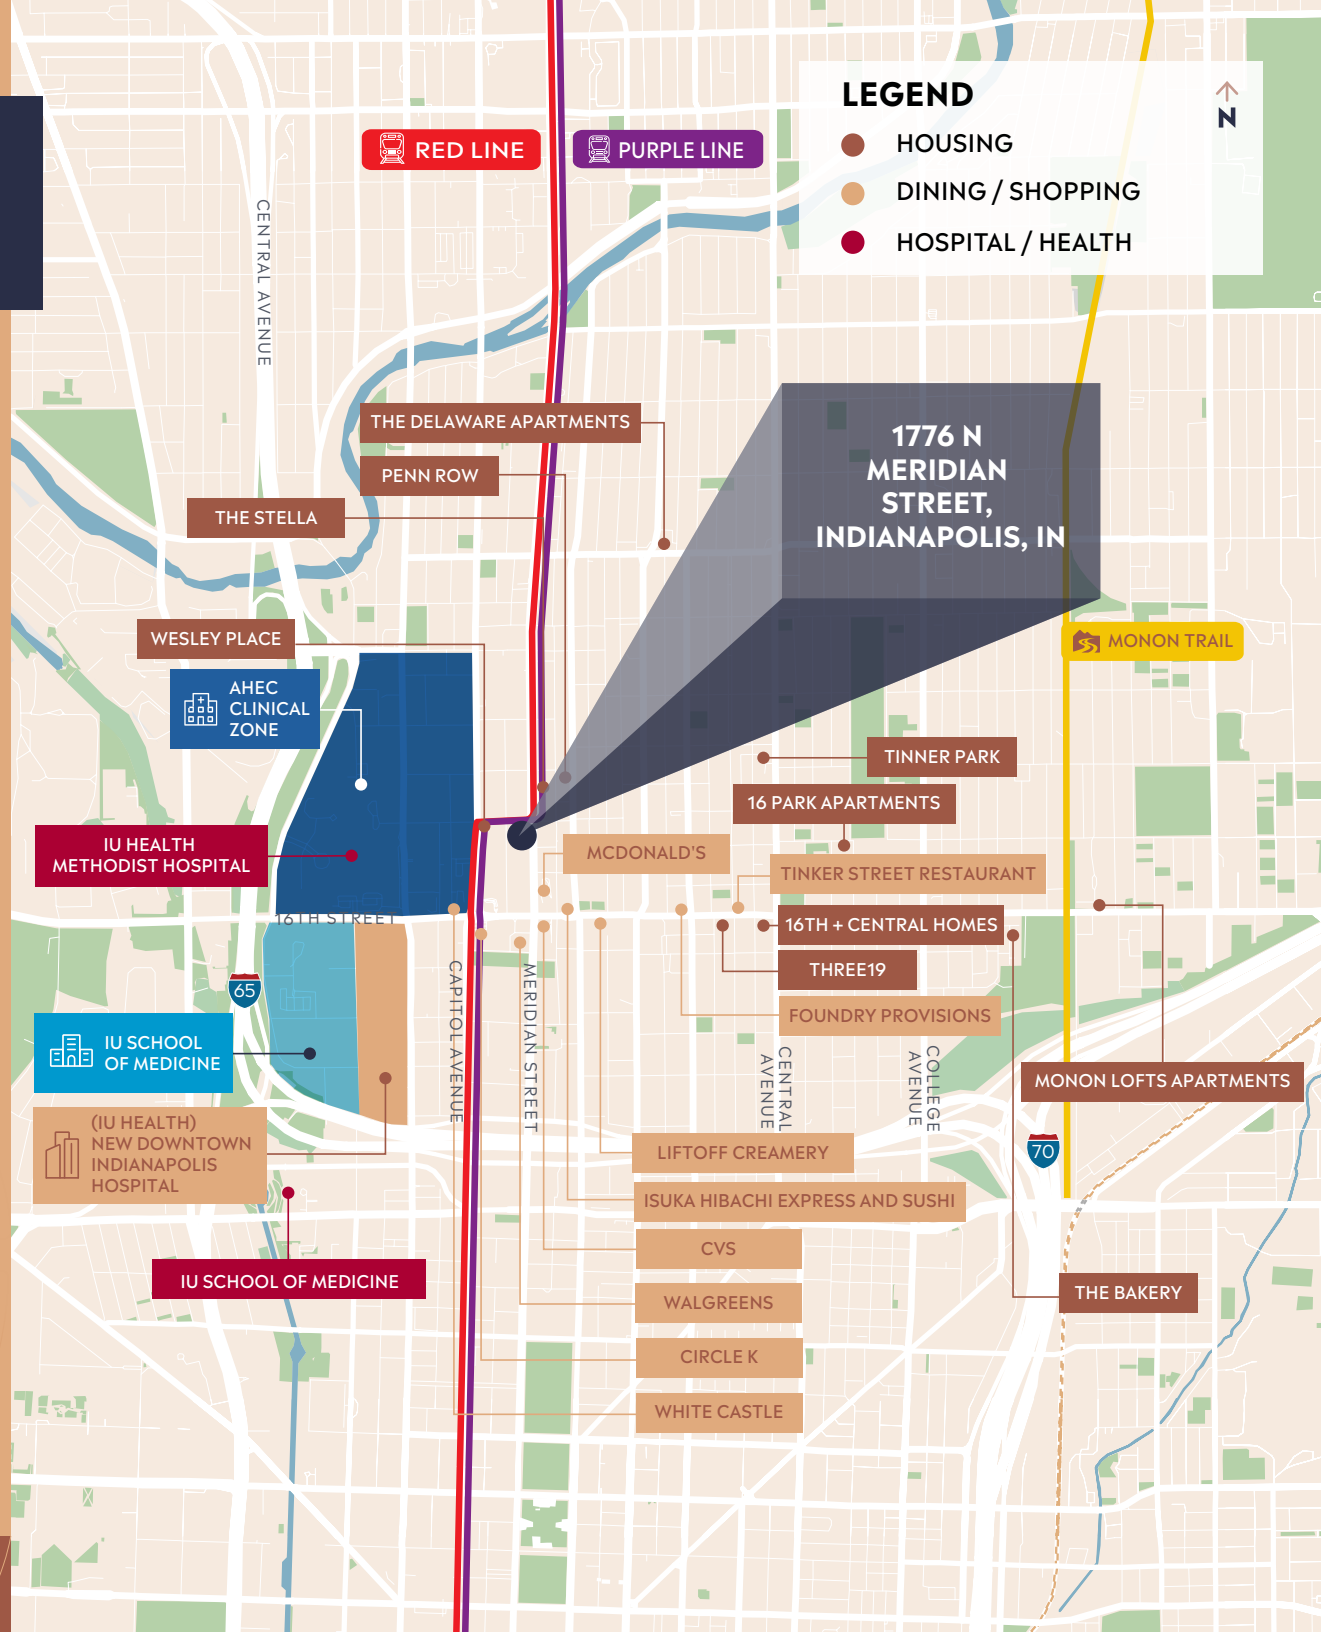 LEGEND
N
HOUSING
DINING / SHOPPING
HOSPITAL / HEALTH
RED LINE
PURPLE LINE
CENTRAL AVENUE
THE DELAWARE APARTMENTS
PENN ROW
THE STELLA
1776 N
MERIDIAN
STREET,
INDIANAPOLIS, IN
WESLEY PLACE
MONON TRAIL
AHEC
CLINICAL
ZONE
TINNER PARK
16 PARK APARTMENTS
IU HEALTH
METHODIST HOSPITAL
MCDONALD'S
TINKER STREET RESTAURANT
16TH STREET
16TH + CENTRAL HOMES
THREE19
65
CAPITOL AVENUE
MERIDIAN STREET
FOUNDRY PROVISIONS
IU SCHOOL
OF MEDICINE
CENTRAL
AVENUE
COLLEGE
AVENUE
MONON LOFTS APARTMENTS
(IU HEALTH)
NEW DOWNTOWN
INDIANAPOLIS
HOSPITAL
70
LIFTOFF CREAMERY
ISUKA HIBACHI EXPRESS AND SUSHI
CVS
IU SCHOOL OF MEDICINE
THE BAKERY
WALGREENS
CIRCLE K
WHITE CASTLE